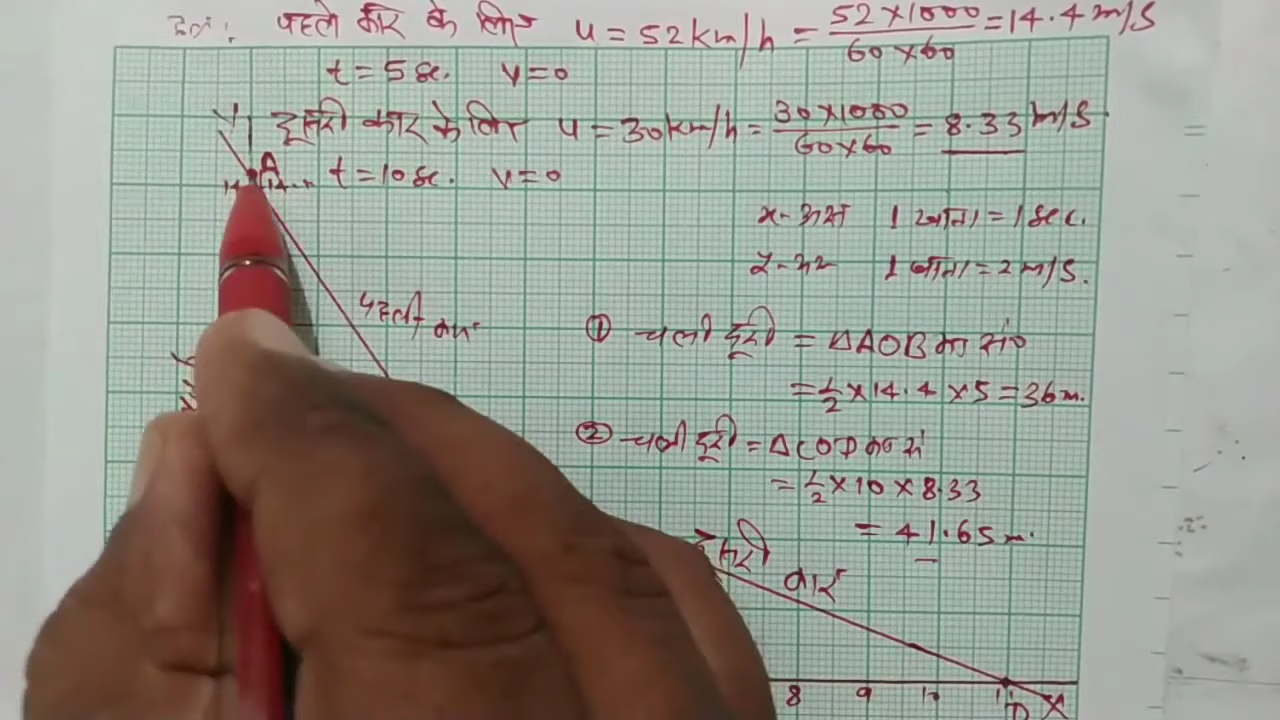 हल: पहले कार के लिए u = 52 km/h = 52×1000/60×60 = 14.4 m/s
t = 5 sec. v = 0
दूसरी कार के लिए u = 30 km/h = 30×1000/60×60 = 8.33 m/s
A
t = 10 sec. v = 0
x-अक्ष 1 खाना = 1 sec.
1 खाना = 2 m/s.
पहली कार
① चली दूरी = ΔAOB का क्षे०
= 1/2 × 14.4 × 5 = 36 m.
② चली दूरी = ΔCOD का क्षे०
= 1/2 × 10 × 8.33
= 41.65 m.
दूसरी कार
8 9 10 11
D X